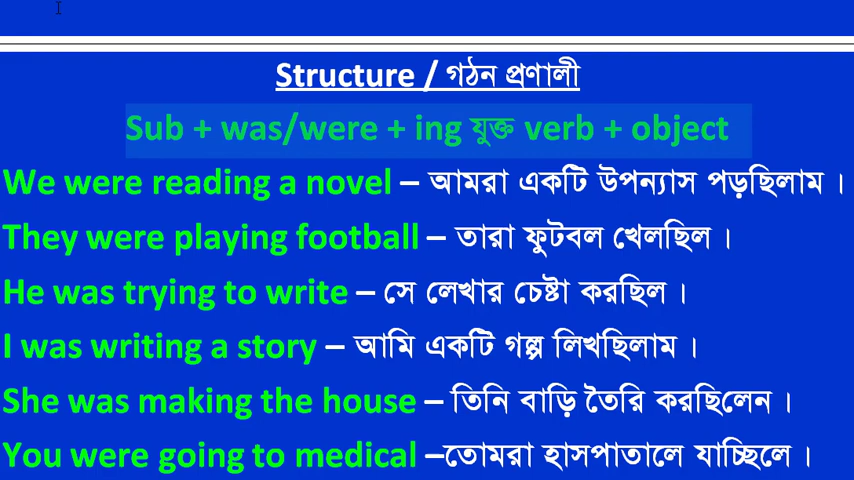 Structure / গঠন প্রণালী
Sub + was/were + ing যুক্ত verb + object
We were reading a novel – আমরা একটি উপন্যাস পড়ছিলাম ।
They were playing football – তারা ফুটবল খেলছিল ।
He was trying to write – সে লেখার চেষ্টা করছিল ।
I was writing a story – আমি একটি গল্প লিখছিলাম ।
She was making the house – তিনি বাড়ি তৈরি করছিলেন ।
You were going to medical –তোমরা হাসপাতালে যাচ্ছিলে ।